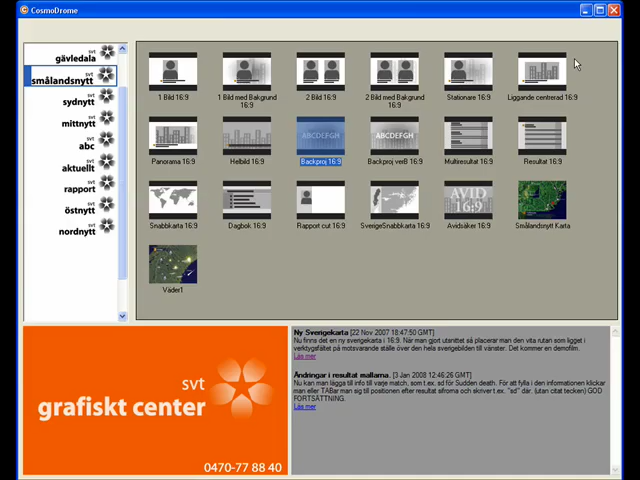 CosmoDrome
svt
gävledala
svt
smålandsnytt
svt
sydnytt
svt
mittnytt
svt
abc
svt
aktuellt
svt
rapport
svt
östnytt
svt
nordnytt
1 Bild 16:9
1 Bild med Bakgrund
16:9
2 Bild 16:9
2 Bild med Bakgrund
16:9
Stationare 16:9
Liggande centrerad 16:9
ABCDEFGH
ABCDEFGH
Panorama 16:9
Helbild 16:9
Backproj 16:9
Backproj verB 16:9
Multiresultat 16:9
Resultat 16:9
AVID
16:9
Snabbkarta 16:9
Dagbok 16:9
Rapport cut 16:9
SverigeSnabbkarta 16:9
Avidsäker 16:9
Smålandsnytt Karta
Väder1
svt
grafiskt center
0470-77 88 40
Ny Sverigekarta [22 Nov 2007 18:47:50 GMT]
Nu finns det en ny sverigekarta i 16:9. När man gjort utsnittet så placerar man den vita rutan som ligget i
verktygsfältet på motsvarande ställe över den hela sverigebilden till vänster. Det kommer en demofilm.
Läs mer
Ändringar i resultat mallarna. [3 Jan 2008 12:46:26 GMT]
Nu kan man lägga till info till varje match, som t.ex. sd för Sudden death. För att fylla i den informationen klickar
man eller TABar man sig till positionen efter resultat sifroma och skriver t.ex. "sd" där. (utan citat tecken) GOD
FORTSÄTTNING.
Läs mer